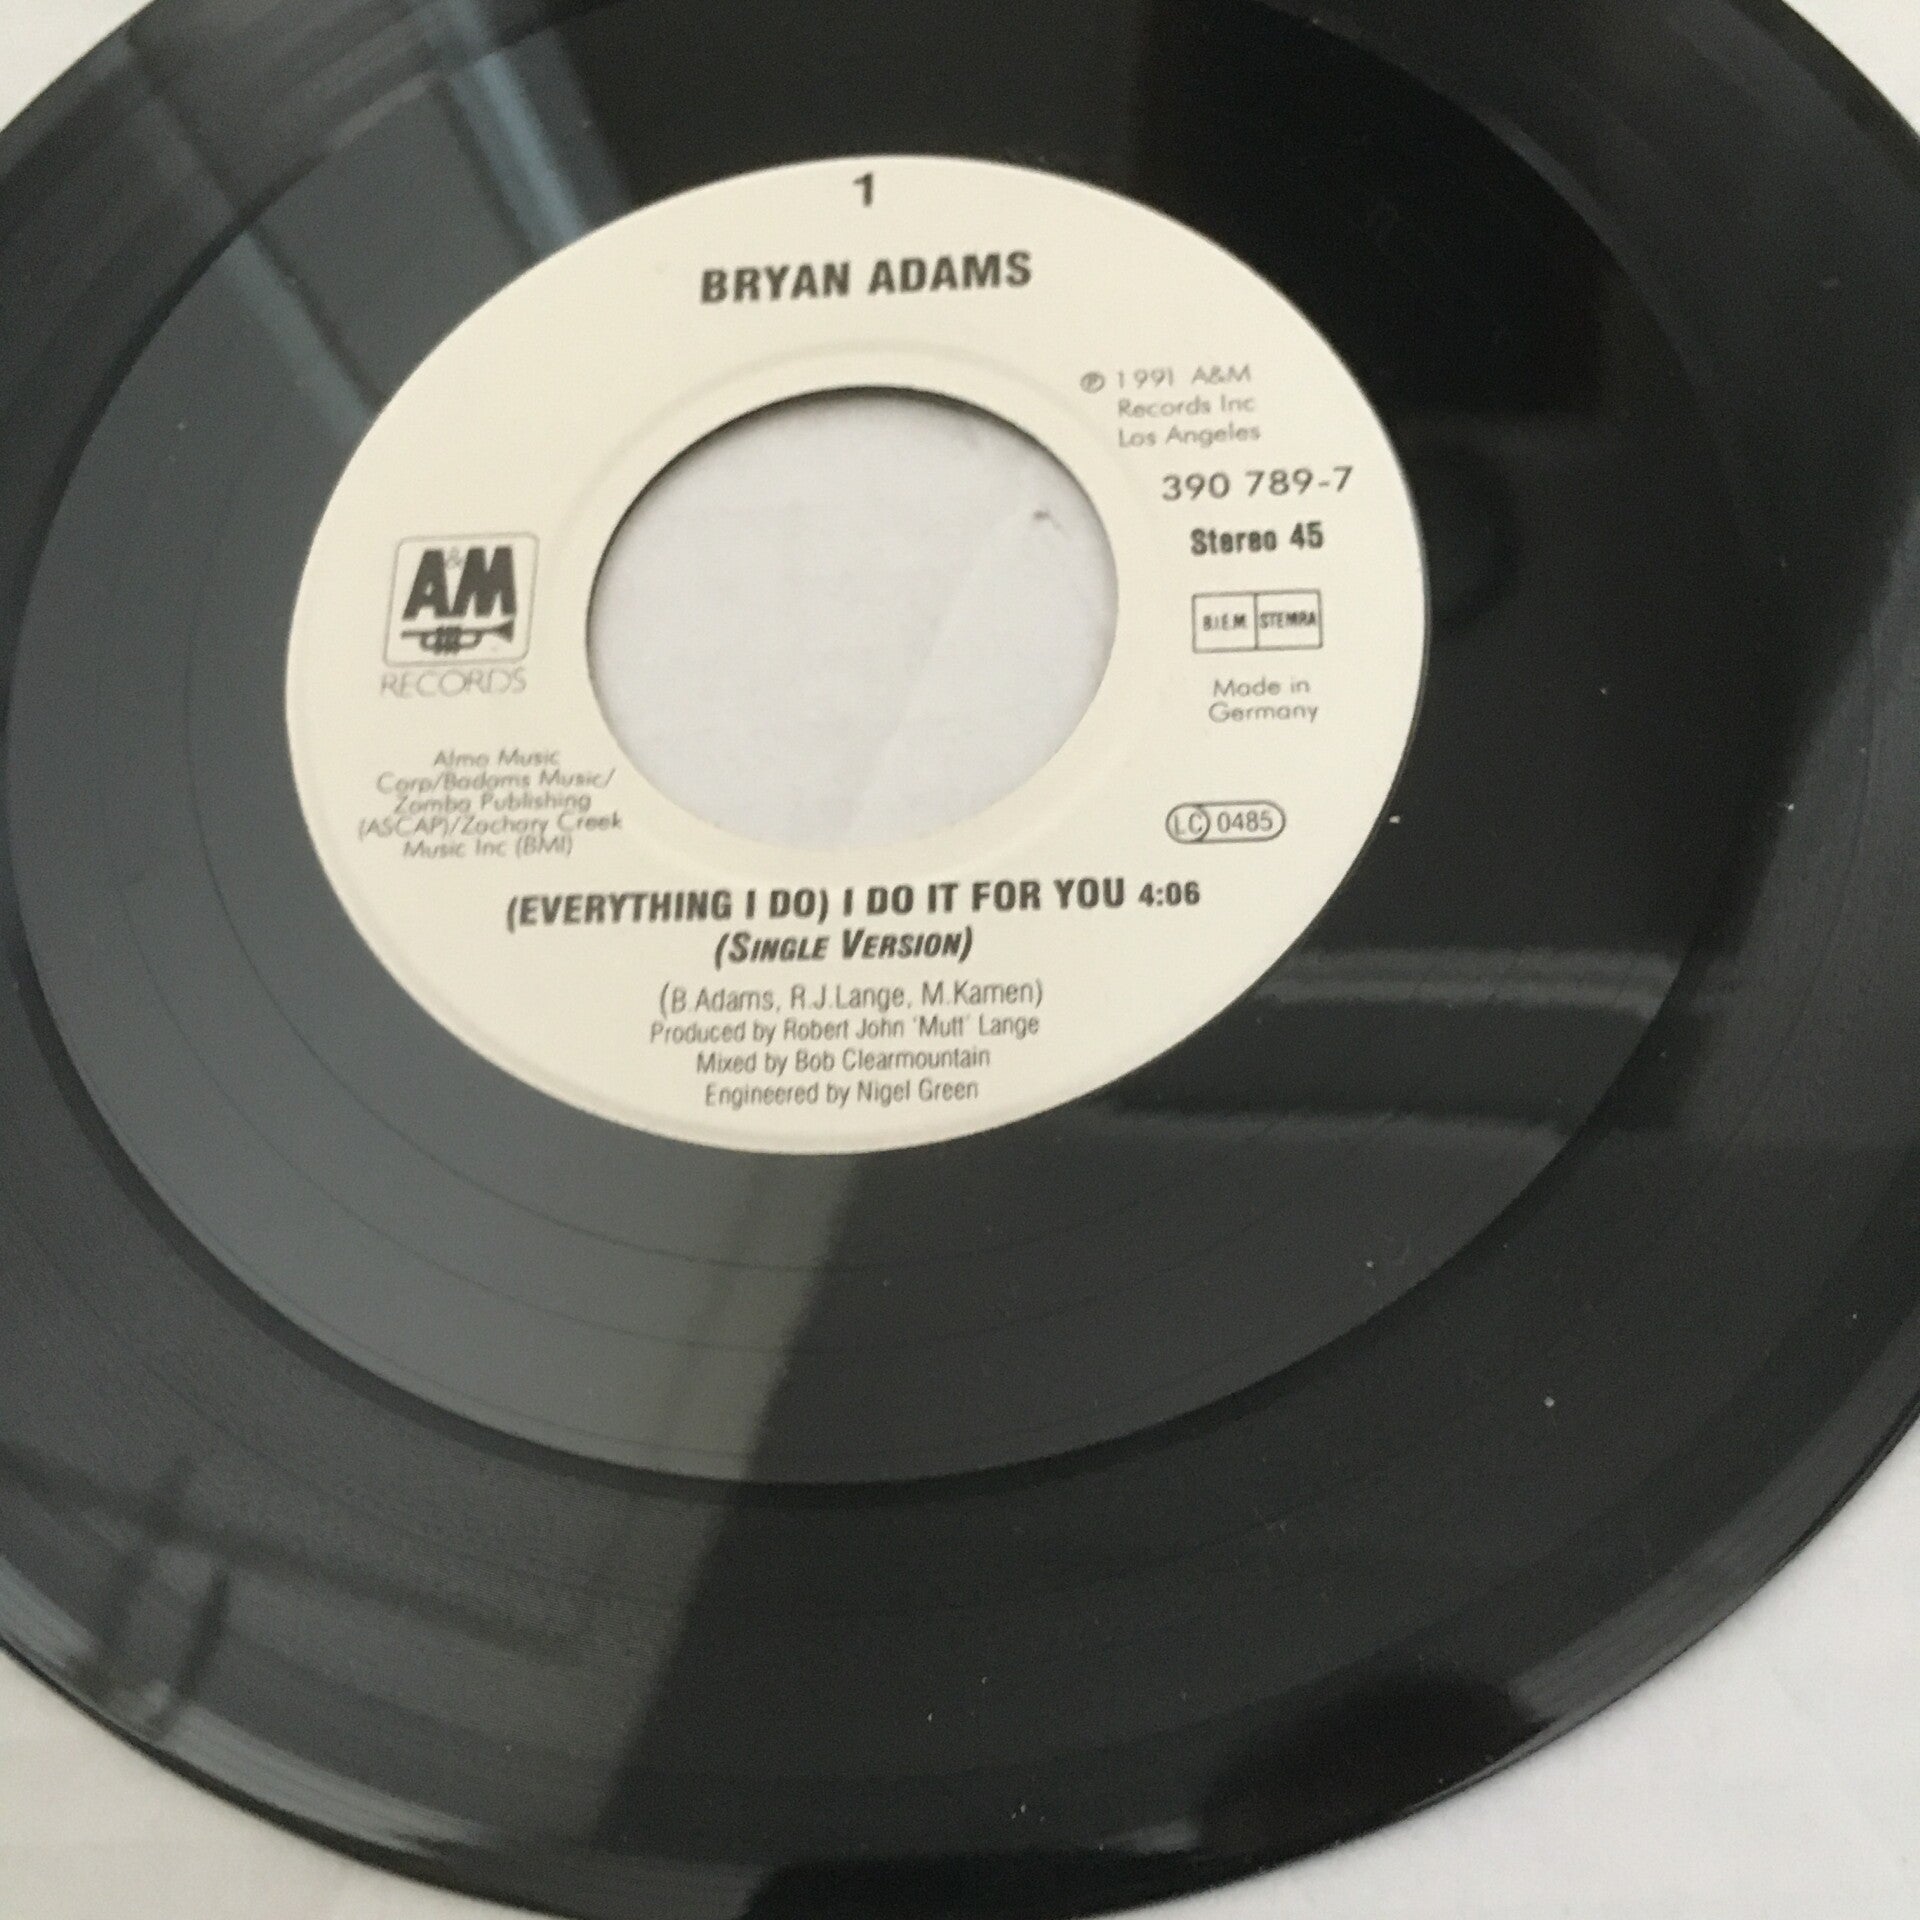 1
BRYAN ADAMS
℗ 1991 A&M
Records Inc
Los Angeles
390 789-7
Stereo 45
B.I.E.M. STEMRA
Made in
Germany
LC 0485
A&M
RECORDS
Almo Music
Corp/Badams Music/
Zomba Publishing
(ASCAP)/Zachary Creek
Music Inc (BMI)
(EVERYTHING I DO) I DO IT FOR YOU 4:06
(SINGLE VERSION)
(B.Adams, R.J.Lange, M.Kamen)
Produced by Robert John 'Mutt' Lange
Mixed by Bob Clearmountain
Engineered by Nigel Green